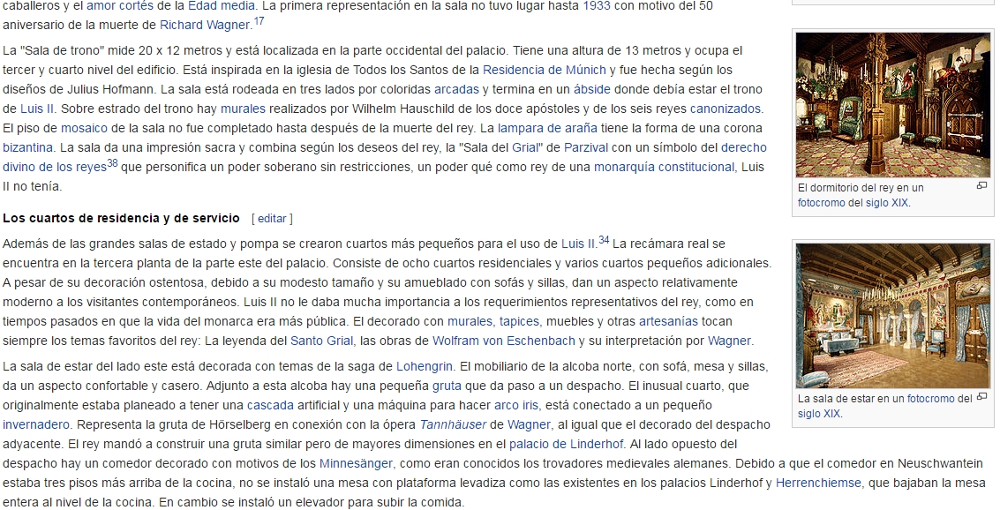 caballeros y el amor cortés de la Edad media. La primera representación en la sala no tuvo lugar hasta 1933 con motivo del 50
aniversario de la muerte de Richard Wagner.17
La "Sala de trono" mide 20 x 12 metros y está localizada en la parte occidental del palacio. Tiene una altura de 13 metros y ocupa el
tercer y cuarto nivel del edificio. Está inspirada en la iglesia de Todos los Santos de la Residencia de Múnich y fue hecha según los
diseños de Julius Hofmann. La sala está rodeada en tres lados por coloridas arcadas y termina en un ábside donde debía estar el trono
de Luis II. Sobre estrado del trono hay murales realizados por Wilhelm Hauschild de los doce apóstoles y de los seis reyes canonizados.
El piso de mosaico de la sala no fue completado hasta después de la muerte del rey. La lampara de araña tiene la forma de una corona
bizantina. La sala da una impresión sacra y combina según los deseos del rey, la "Sala del Grial" de Parzival con un símbolo del derecho
divino de los reyes38 que personifica un poder soberano sin restricciones, un poder qué como rey de una monarquía constitucional, Luis
II no tenía.
El dormitorio del rey en un
fotocromo del siglo XIX.
Los cuartos de residencia y de servicio [ editar ]
Además de las grandes salas de estado y pompa se crearon cuartos más pequeños para el uso de Luis II.34 La recámara real se
encuentra en la tercera planta de la parte este del palacio. Consiste de ocho cuartos residenciales y varios cuartos pequeños adicionales.
A pesar de su decoración ostentosa, debido a su modesto tamaño y su amueblado con sofás y sillas, dan un aspecto relativamente
moderno a los visitantes contemporáneos. Luis II no le daba mucha importancia a los requerimientos representativos del rey, como en
tiempos pasados en que la vida del monarca era más pública. El decorado con murales, tapices, muebles y otras artesanías tocan
siempre los temas favoritos del rey: La leyenda del Santo Grial, las obras de Wolfram von Eschenbach y su interpretación por Wagner.
La sala de estar del lado este está decorada con temas de la saga de Lohengrin. El mobiliario de la alcoba norte, con sofá, mesa y sillas,
da un aspecto confortable y casero. Adjunto a esta alcoba hay una pequeña gruta que da paso a un despacho. El inusual cuarto, que
originalmente estaba planeado a tener una cascada artificial y una máquina para hacer arco iris, está conectado a un pequeño
invernadero. Representa la gruta de Hörselberg en conexión con la ópera Tannhäuser de Wagner, al igual que el decorado del despacho
adyacente. El rey mandó a construir una gruta similar pero de mayores dimensiones en el palacio de Linderhof. Al lado opuesto del
despacho hay un comedor decorado con motivos de los Minnesänger, como eran conocidos los trovadores medievales alemanes. Debido a que el comedor en Neuschwantein
estaba tres pisos más arriba de la cocina, no se instaló una mesa con plataforma levadiza como las existentes en los palacios Linderhof y Herrenchiemse, que bajaban la mesa
entera al nivel de la cocina. En cambio se instaló un elevador para subir la comida.
La sala de estar en un fotocromo del
siglo XIX.